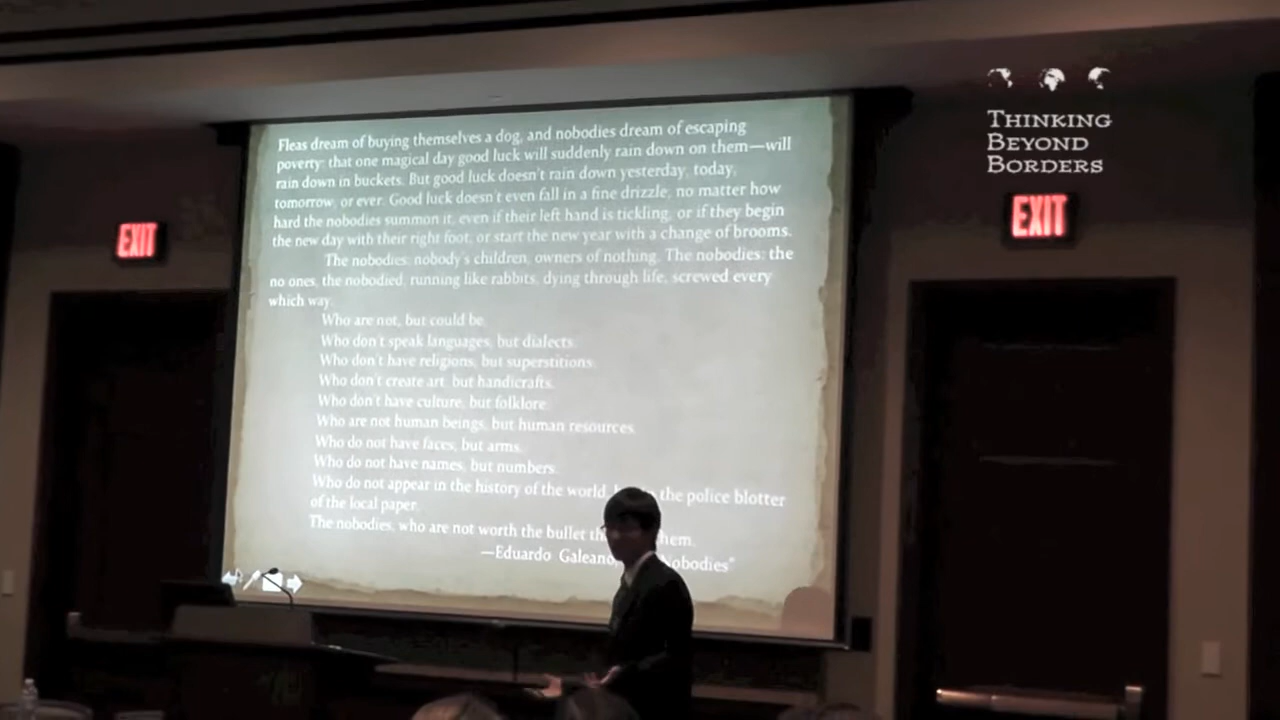 Fleas dream of buying themselves a dog, and nobodies dream of escaping
poverty: that one magical day good luck will suddenly rain down on them—will
rain down in buckets. But good luck doesn't rain down yesterday, today,
tomorrow, or ever. Good luck doesn't even fall in a fine drizzle, no matter how
hard the nobodies summon it, even if their left hand is tickling, or if they begin
the new day with their right foot, or start the new year with a change of brooms.
The nobodies: nobody's children, owners of nothing. The nobodies: the
no ones, the nobodied, running like rabbits, dying through life, screwed every
which way.
Who are not, but could be.
Who don't speak languages, but dialects.
Who don't have religions, but superstitions.
Who don't create art, but handicrafts.
Who don't have culture, but folklore.
Who are not human beings, but human resources.
Who do not have faces, but arms.
Who do not have names, but numbers.
Who do not appear in the history of the world, the police blotter
of the local paper.
The nobodies, who are not worth the bullet
—Eduardo Galeano, Nobodies"
THINKING
BEYOND
BORDERS
EXIT
EXIT